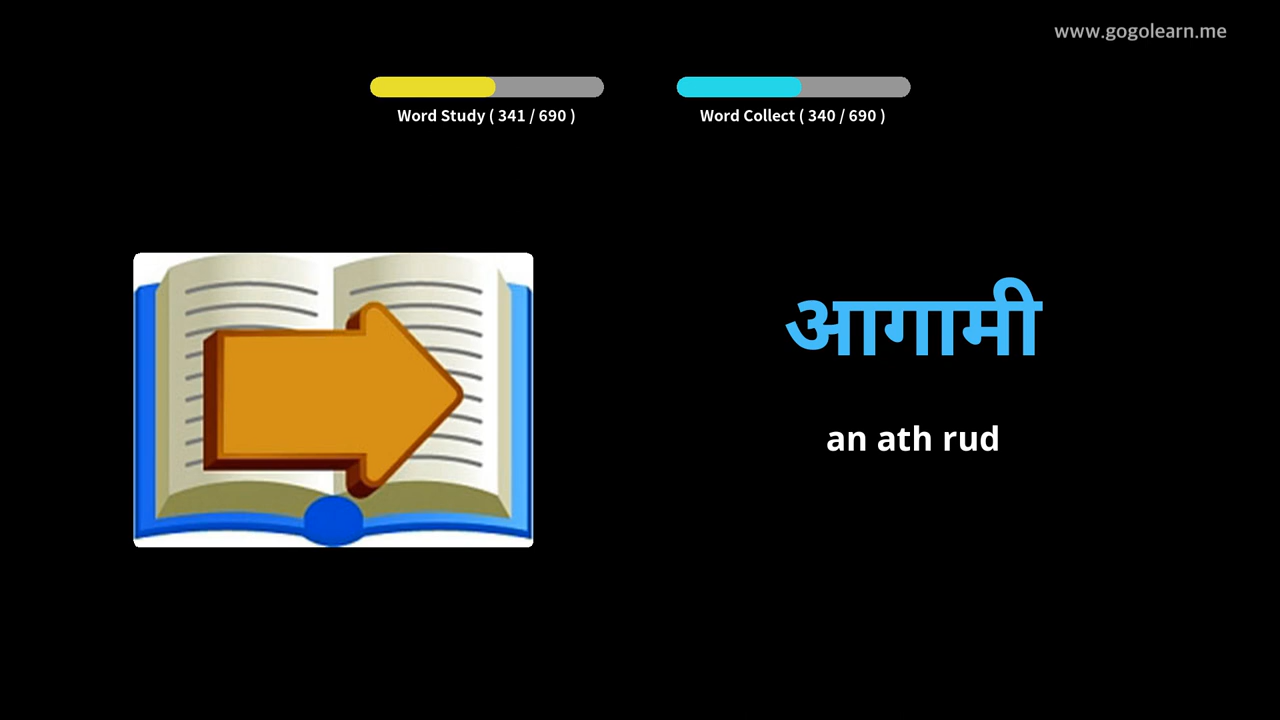 www.gogolearn.me
Word Study ( 341 / 690 )
Word Collect ( 340 / 690 )
आगामी
an ath rud